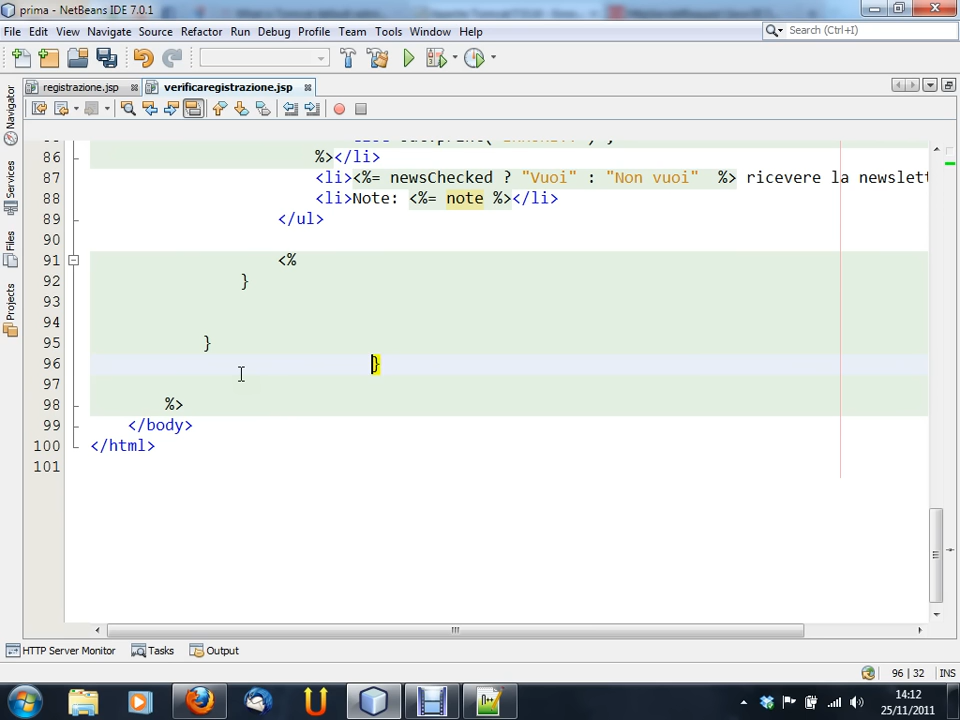 prima - NetBeans IDE 7.0.1
File Edit View Navigate Source Refactor Run Debug Profile Team Tools Window Help
Search (Ctrl+I)
registrazione.jsp verificaregistrazione.jsp
Navigator
Services
Files
Projects
86 %></li>
87 <li><%= newsChecked ? "Vuoi" : "Non vuoi" %> ricevere la newslett
88 <li>Note: <%= note %></li>
89 </ul>
90
91 <%
92 }
93
94
95 }
96 }
97
98 %>
99 </body>
100 </html>
101
HTTP Server Monitor Tasks Output
96 | 32 INS
14:12
25/11/2011